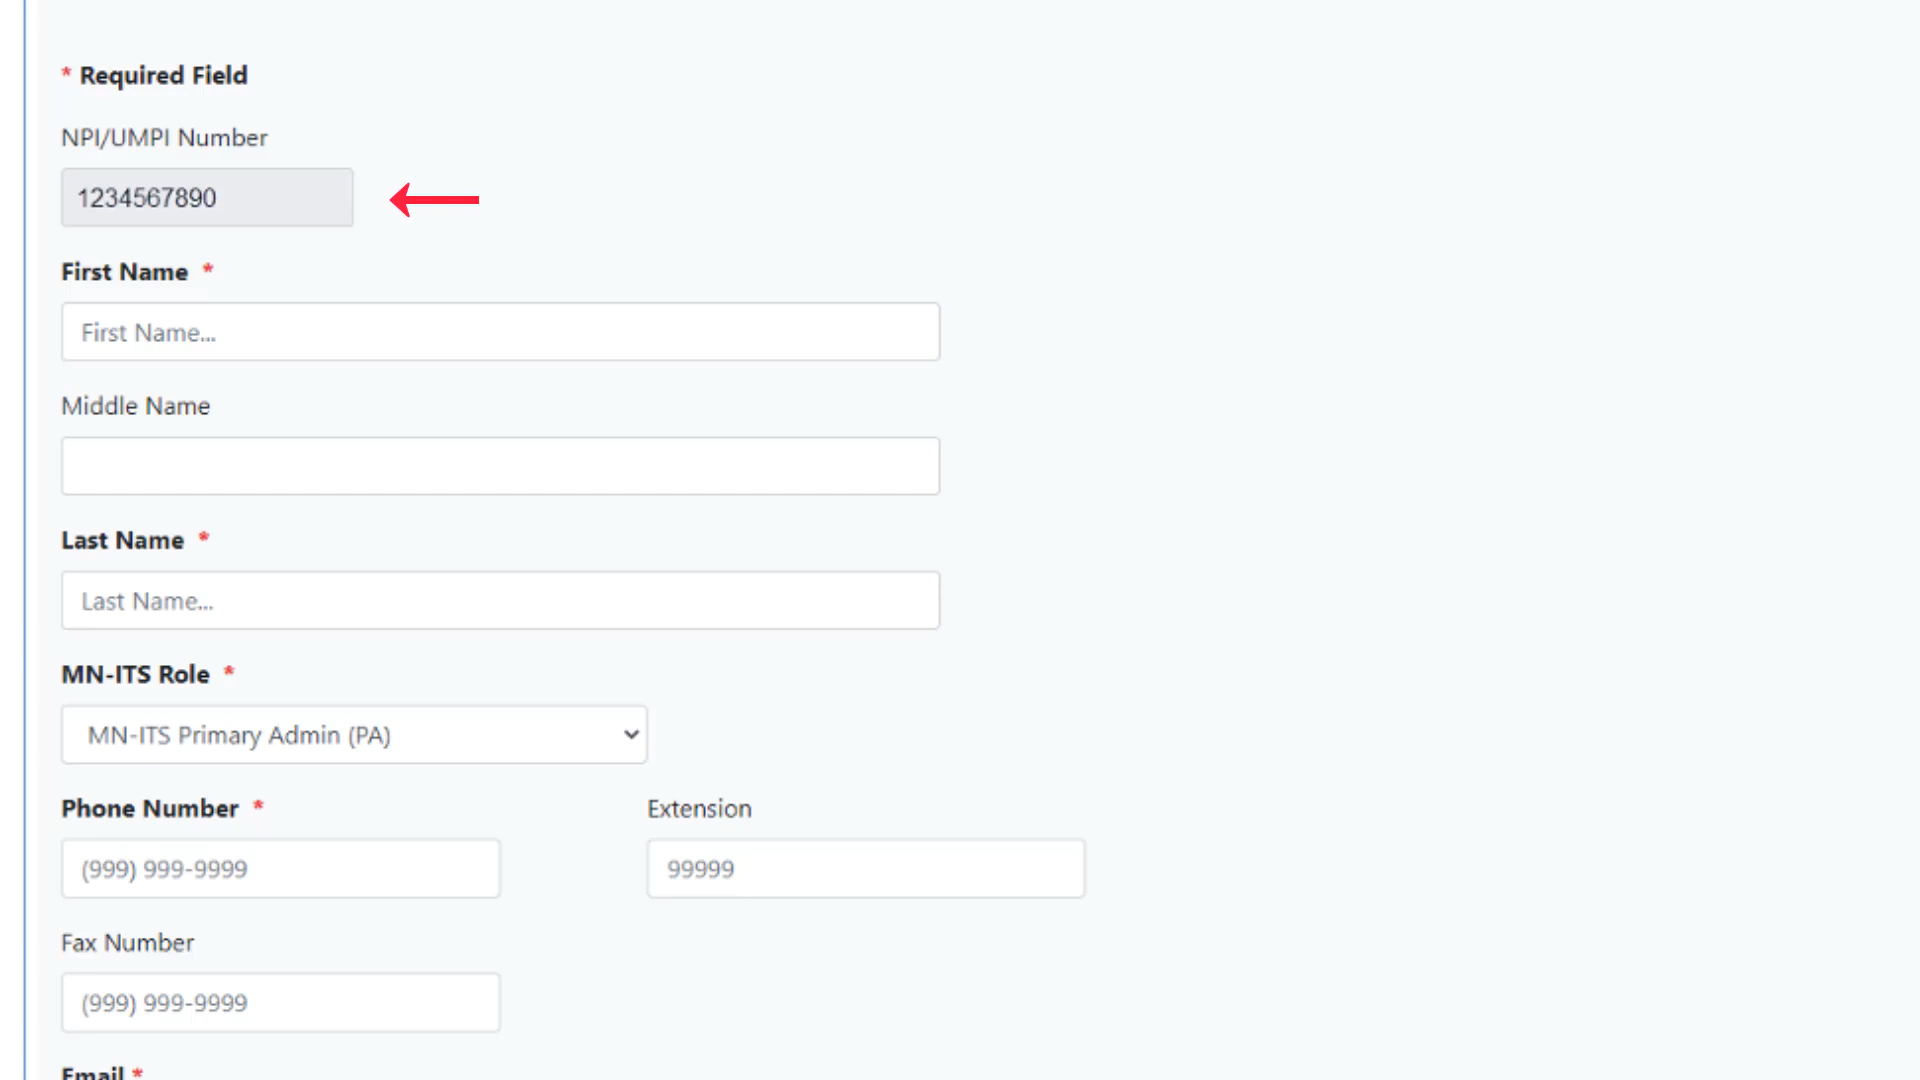 * Required Field
NPI/UMPI Number
1234567890
First Name *
First Name...
Middle Name
Last Name *
Last Name...
MN-ITS Role *
MN-ITS Primary Admin (PA)
Phone Number * Extension
(999) 999-9999 99999
Fax Number
(999) 999-9999
Email *